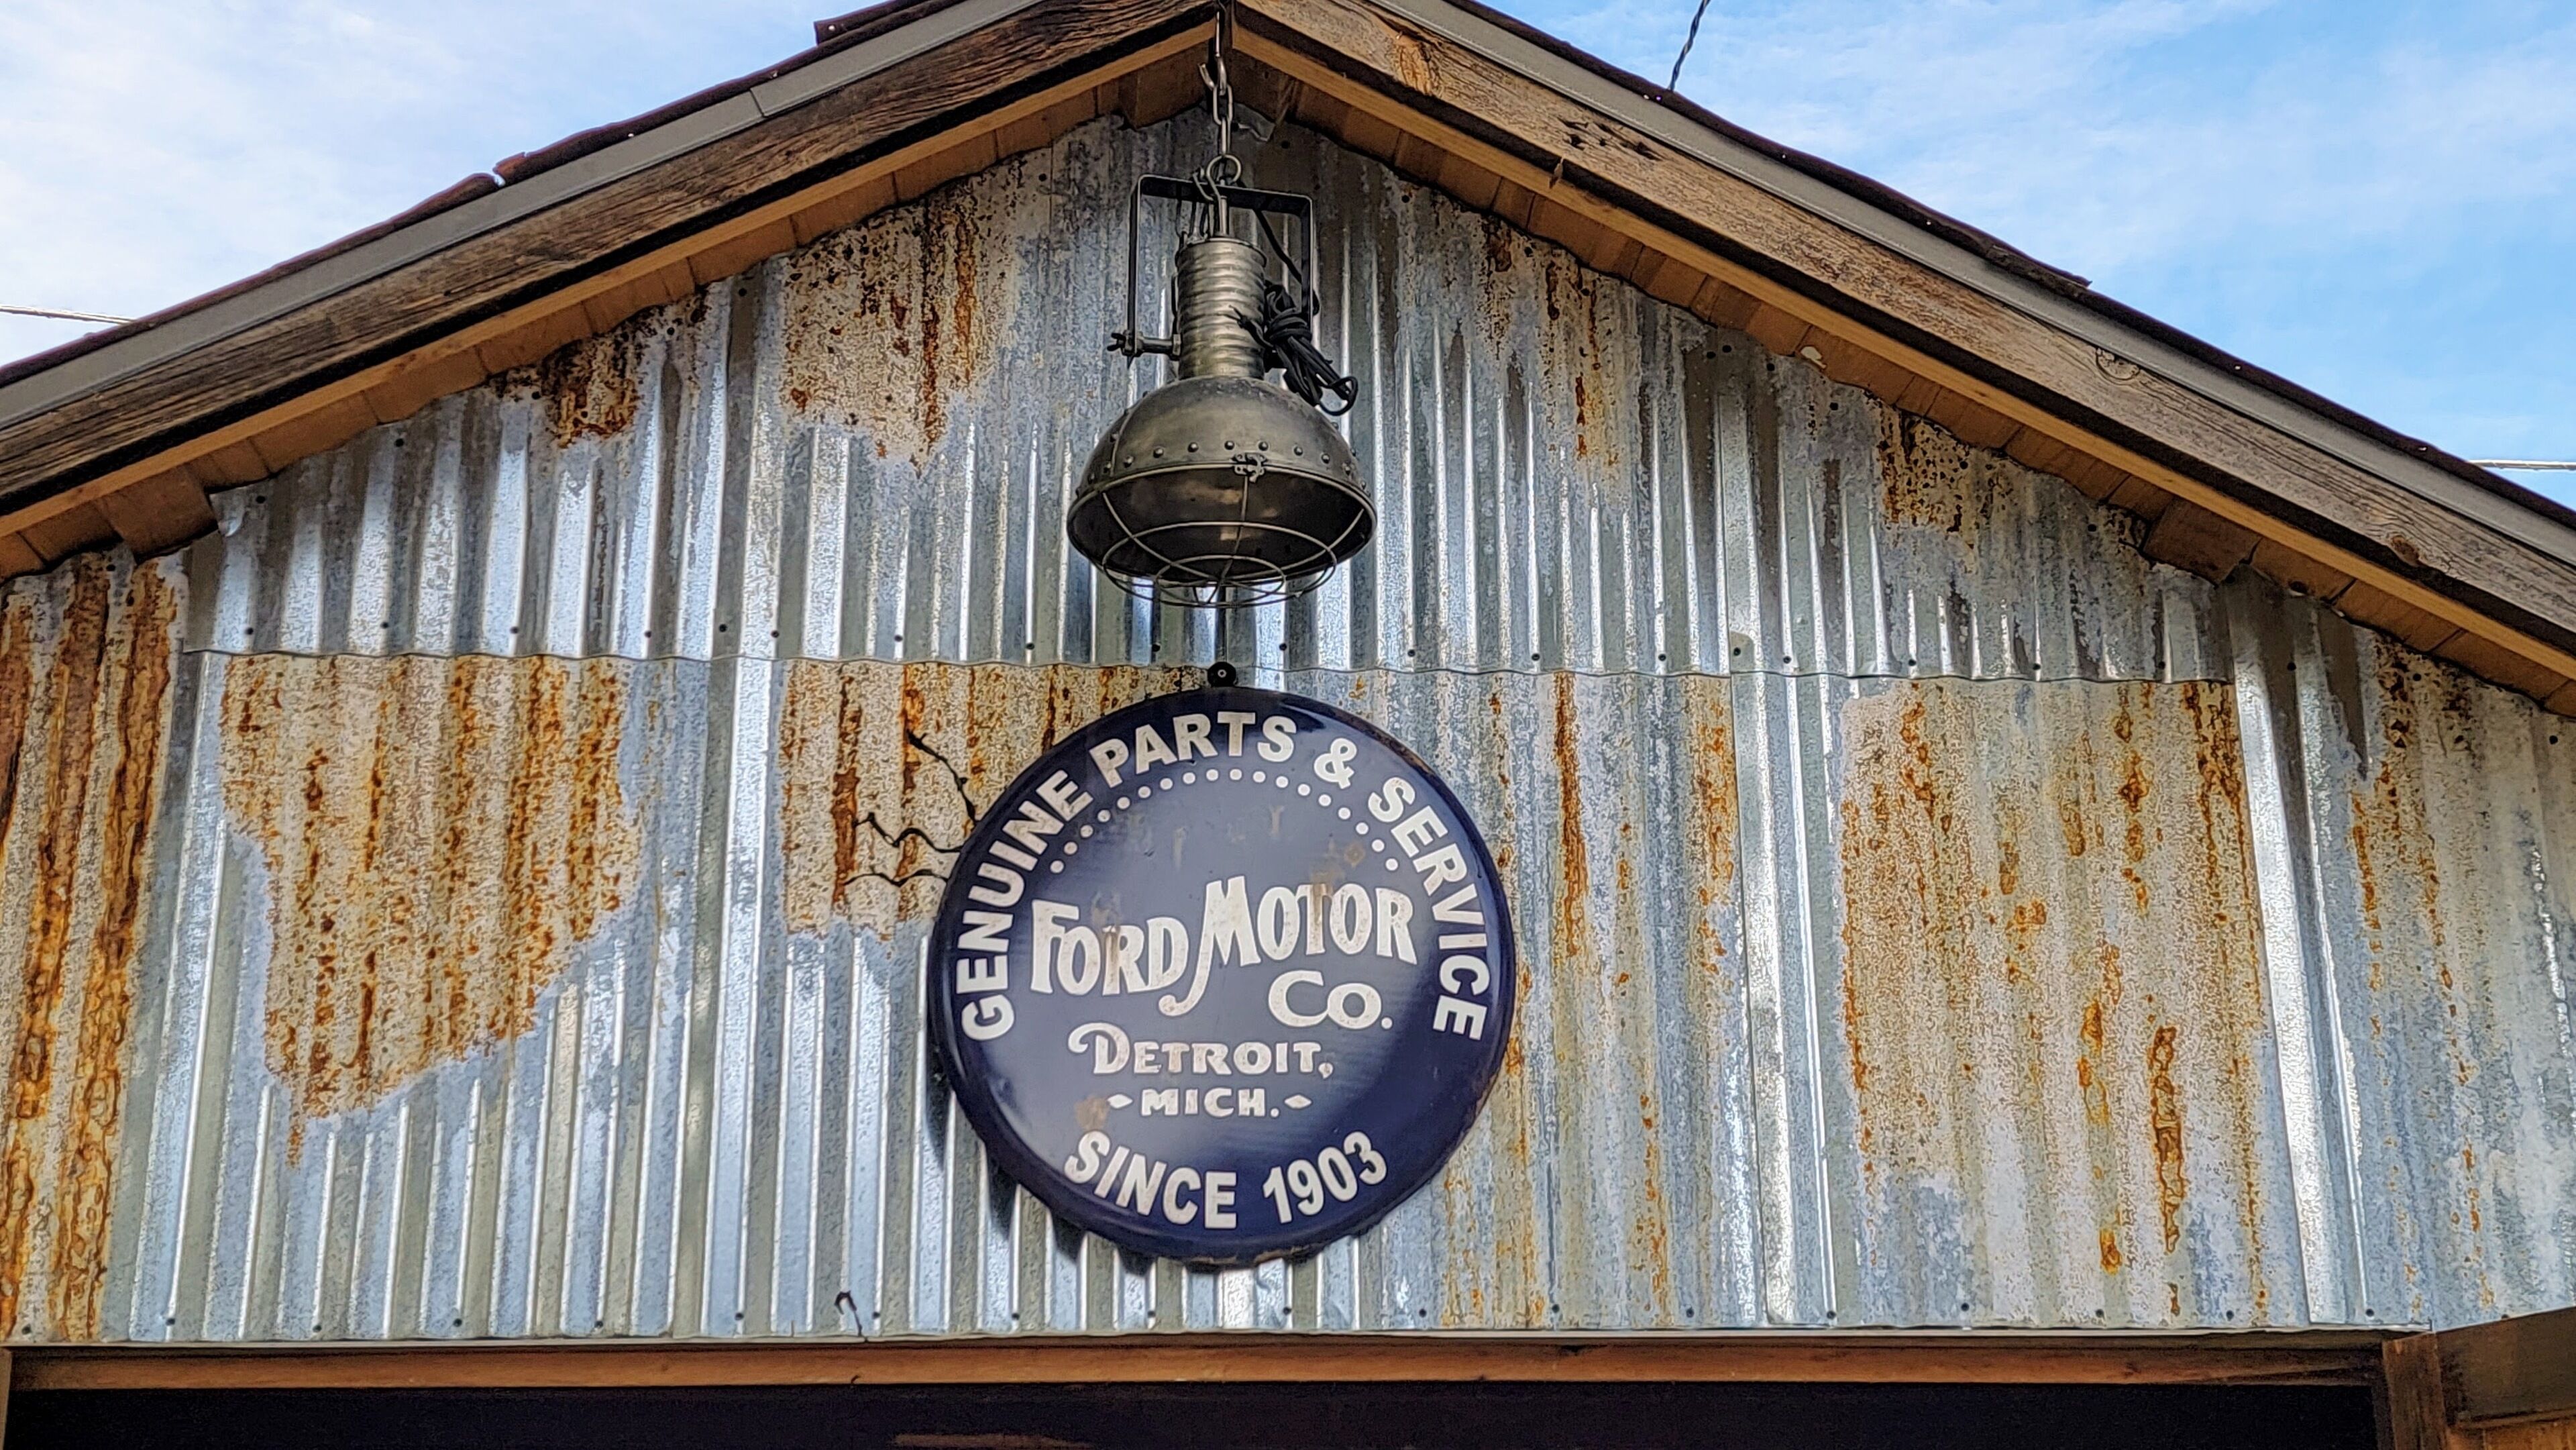 GENUINE PARTS & SERVICE
FORD MOTOR
CO.
DETROIT,
-MICH.-
SINCE 1903